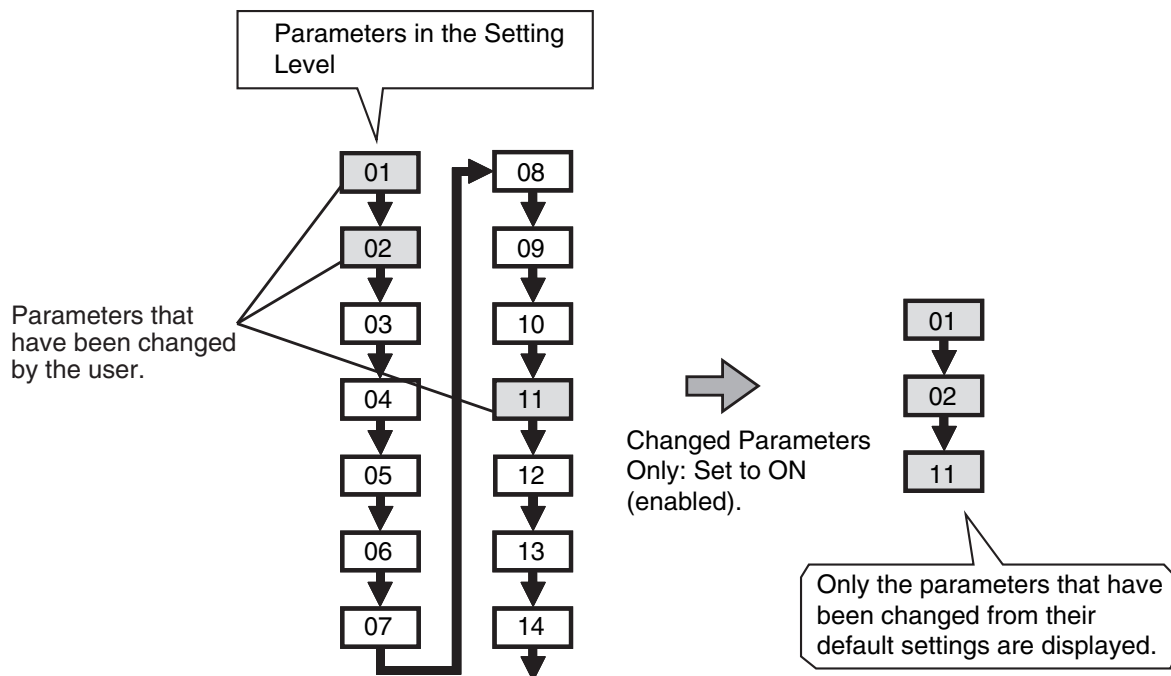 Parameters in the Setting
Level
01
02
03
04
05
06
07
08
09
10
11
12
13
14
Parameters that
have been changed
by the user.
Changed Parameters
Only: Set to ON
(enabled).
01
02
11
Only the parameters that have
been changed from their
default settings are displayed.